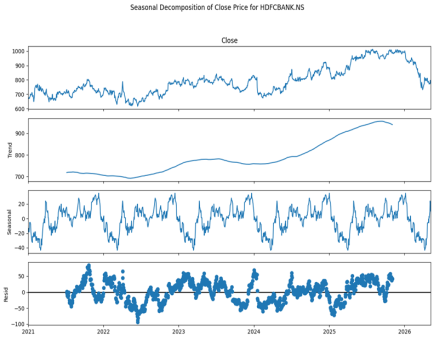 Seasonal Decomposition of Close Price for HDFCBANK.NS
Close
1000
900
800
700
600
Trend
900
800
700
Seasonal
20
0
−20
−40
Resid
50
0
−50
−100
2021 2022 2023 2024 2025 2026